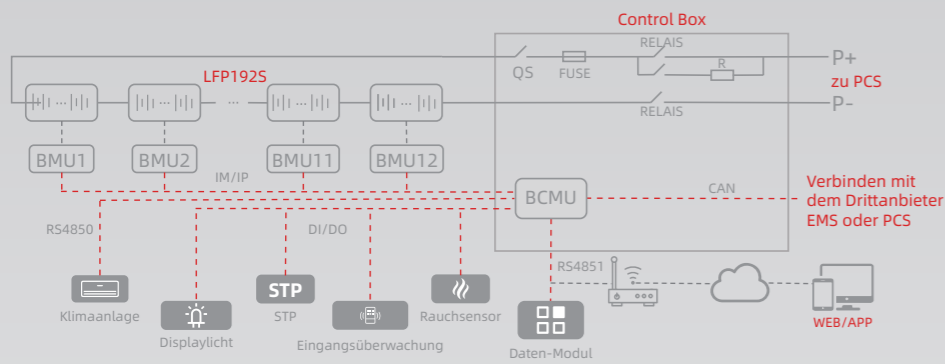 Control Box
RELAIS
P+
QS
FUSE
R
LFP192S
zu PCS
P-
RELAIS
BMU1
BMU2
BMU11
BMU12
IM/IP
BCMU
CAN
Verbinden mit
dem Drittanbieter
EMS oder PCS
RS4850
DI/DO
RS4851
STP
Klimaanlage
STP
Rauchsensor
WEB/APP
Displaylicht
Eingangsüberwachung
Daten-Modul